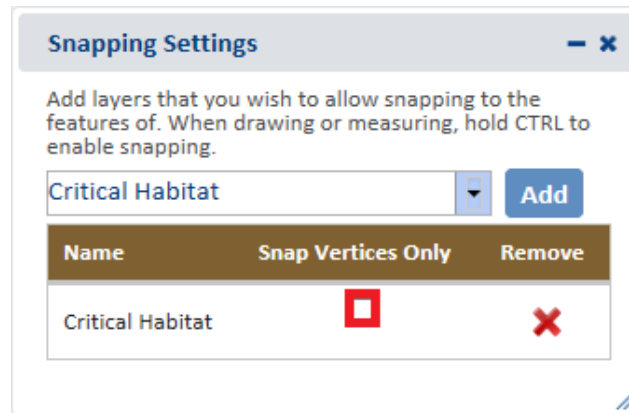 Snapping Settings
Add layers that you wish to allow snapping to the
features of. When drawing or measuring, hold CTRL to
enable snapping.
Critical Habitat Add
Name Snap Vertices Only Remove
Critical Habitat